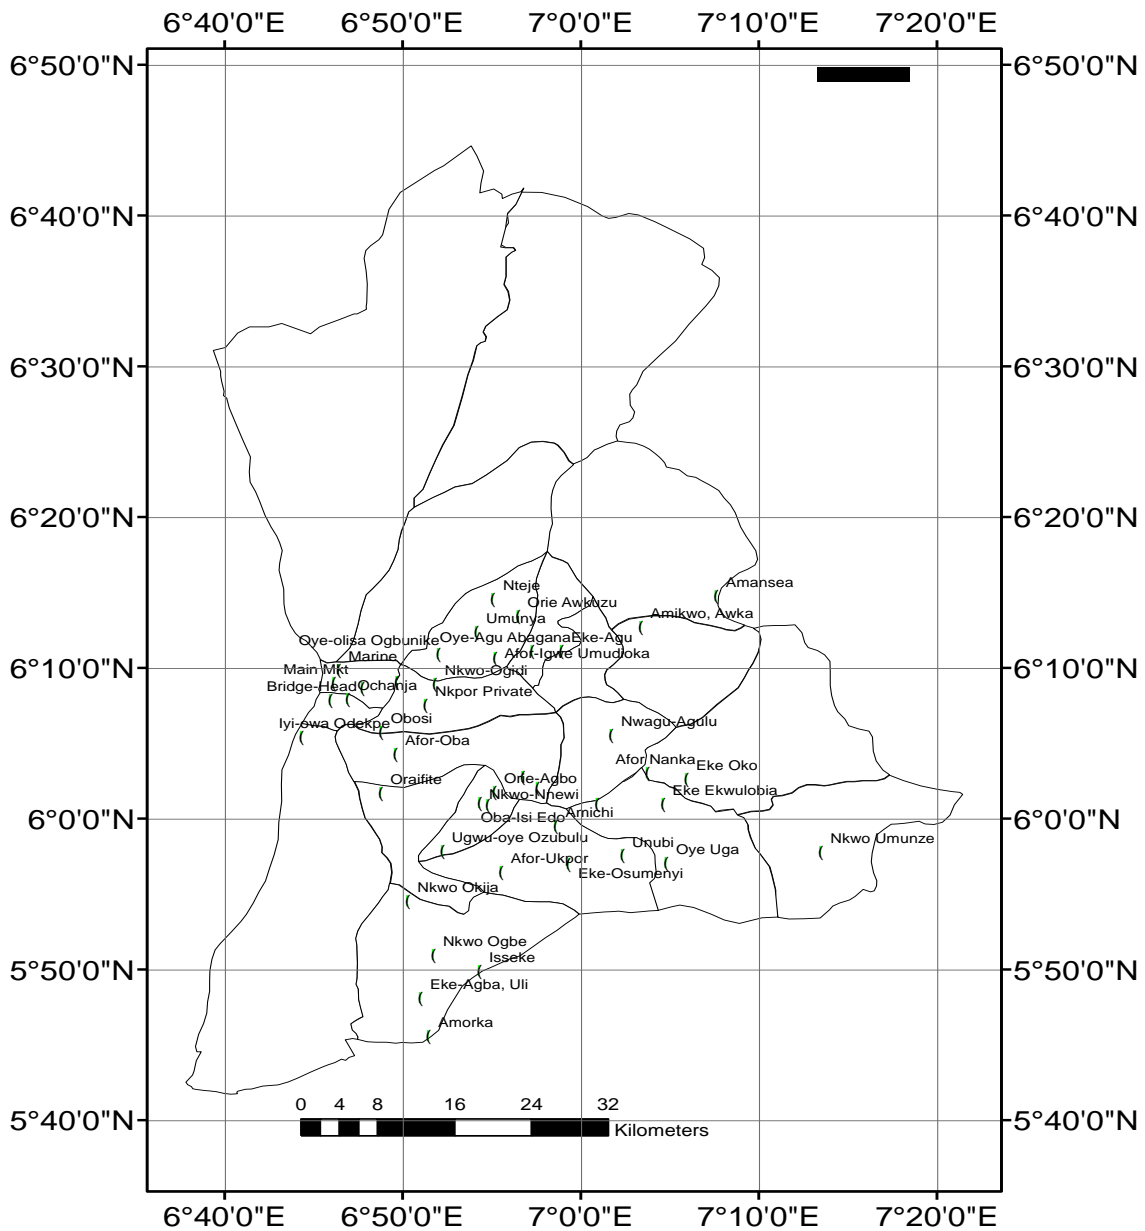 6°40'0"E 6°50'0"E 7°0'0"E 7°10'0"E 7°20'0"E
6°50'0"N 6°50'0"N
6°40'0"N 6°40'0"N
6°30'0"N 6°30'0"N
6°20'0"N 6°20'0"N
Amansea
Nteje
Orie Awkuzu
Amikwo, Awka
Umunya
Oye-olisa Ogbunike Oye-Agu Abagana Eke-Agu
Marine Afor-Igwe Umudioka
6°10'0"N 6°10'0"N
Main Mkt Nkwo-Ogidi
Bridge-Head Ochanja Nkpor Private
Iyi-owa Odekpe Obosi Nwagu-Agulu
Afor-Oba
Afor Nanka Eke Oko
Oraifite Orie-Agbo
Nkwo-Nnewi Eke Ekwulobia
Oba-Isi Edo Amichi
6°0'0"N 6°0'0"N
Ugwu-oye Ozubulu Unubi Nkwo Umunze
Afor-Ukpor Oye Uga
Eke-Osumenyi
Nkwo Okija
Nkwo Ogbe
Isseke
5°50'0"N 5°50'0"N
Eke-Agba, Uli
Amorka
0 4 8 16 24 32
Kilometers
5°40'0"N 5°40'0"N
6°40'0"E 6°50'0"E 7°0'0"E 7°10'0"E 7°20'0"E